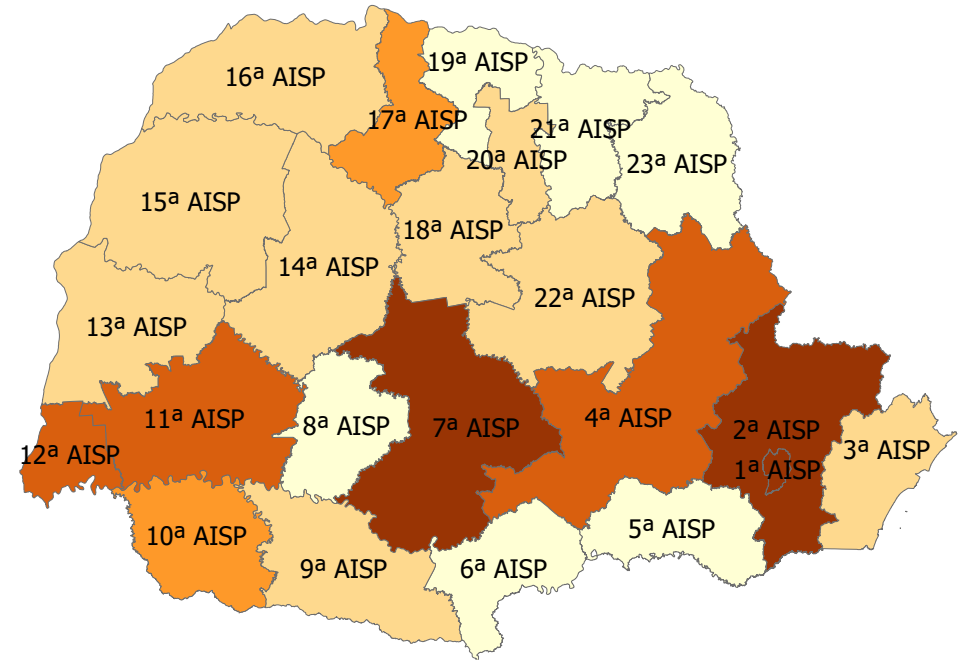 19ª AISP
16ª AISP
17ª AISP
21ª AISP
20ª AISP
23ª AISP
15ª AISP
18ª AISP
14ª AISP
22ª AISP
13ª AISP
11ª AISP
4ª AISP
8ª AISP
7ª AISP
2ª AISP
3ª AISP
12ª AISP
1ª AISP
5ª AISP
10ª AISP
9ª AISP
6ª AISP